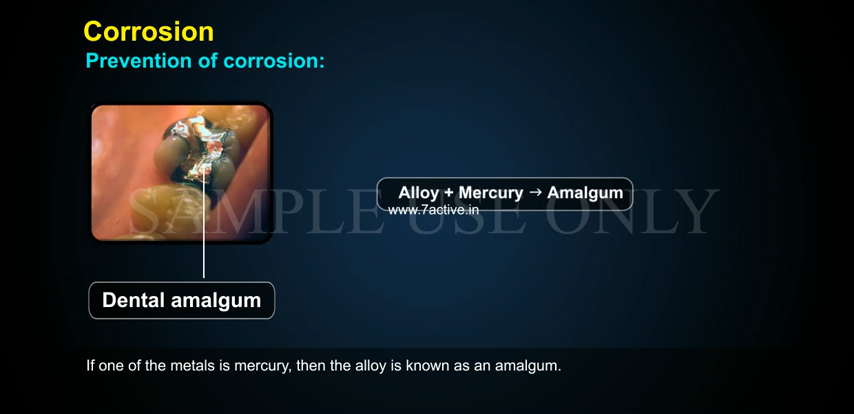 Corrosion
Prevention of corrosion:
Alloy + Mercury → Amalgum
www.7active.in
SAMPLE USE ONLY
Dental amalgum
If one of the metals is mercury, then the alloy is known as an amalgum.